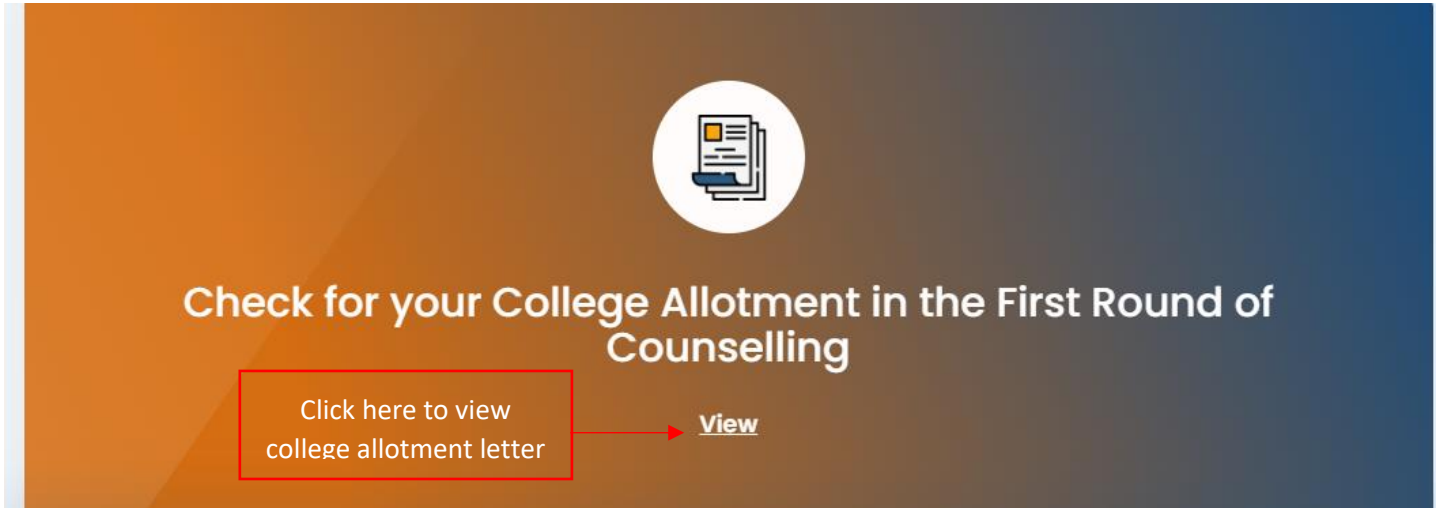 Check for your College Allotment in the First Round of
Counselling
Click here to view
college allotment letter
View